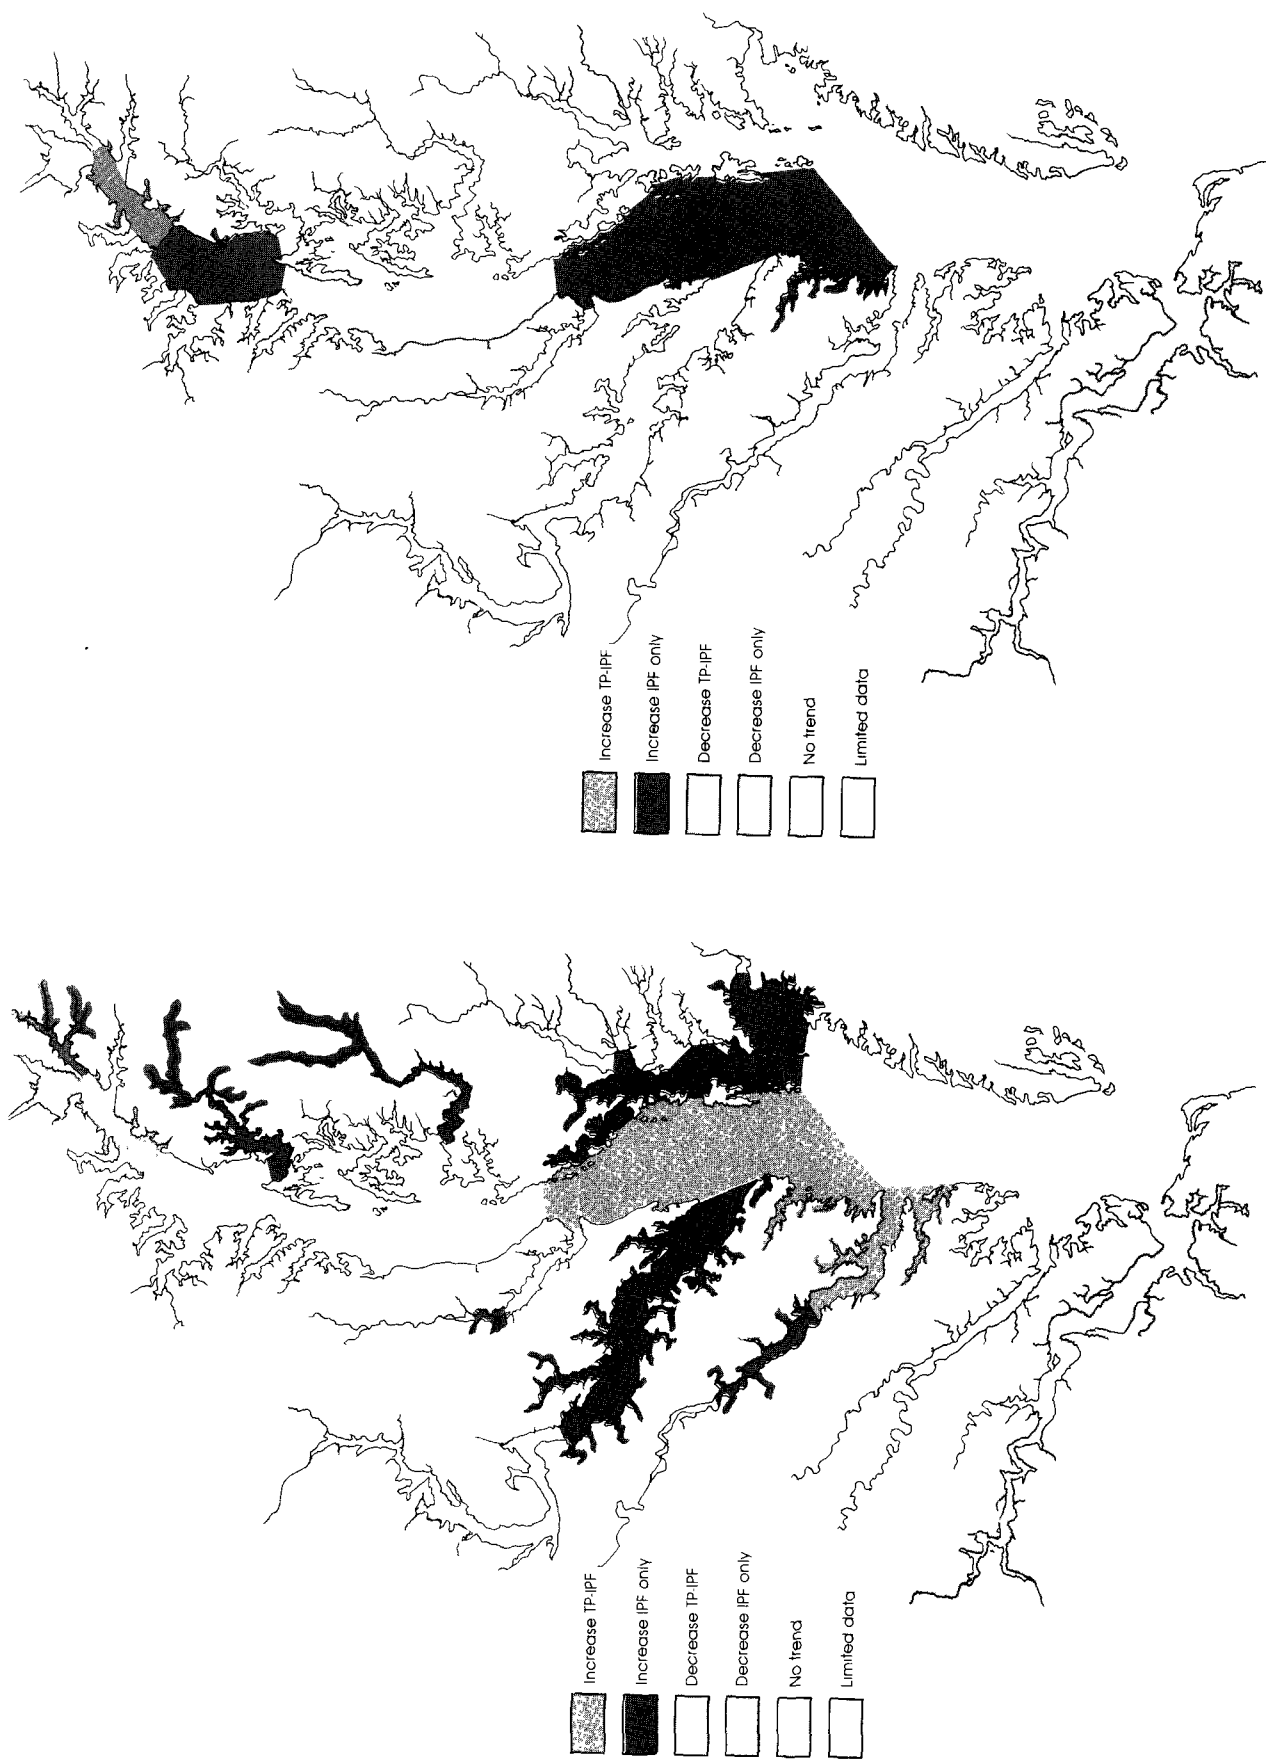 Increase TP-IPF
Increase IPF only
Decrease TP-IPF
Decrease IPF only
No trend
Limited data
Increase TP-IPF
Increase IPF only
Decrease TP-IPF
Decrease IPF only
No trend
Limited data